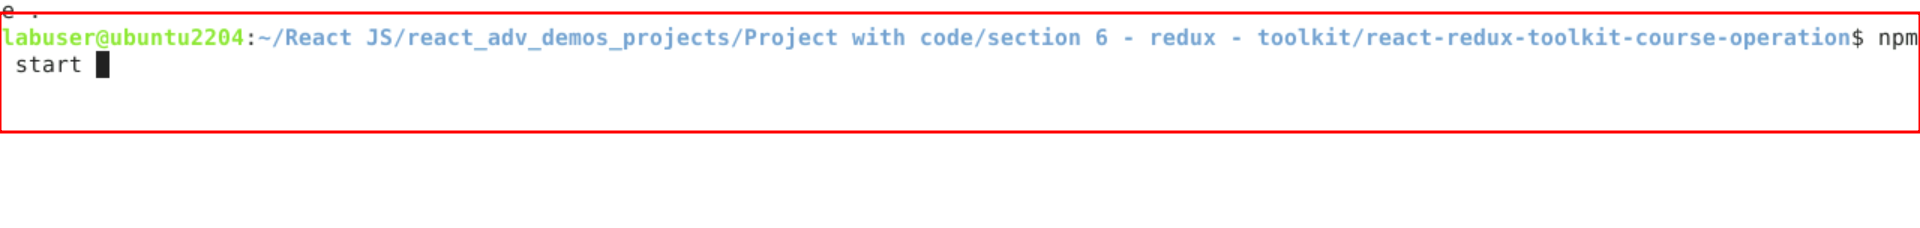 e .
labuser@ubuntu2204:~/React JS/react_adv_demos_projects/Project with code/section 6 - redux - toolkit/react-redux-toolkit-course-operation$ npm
start